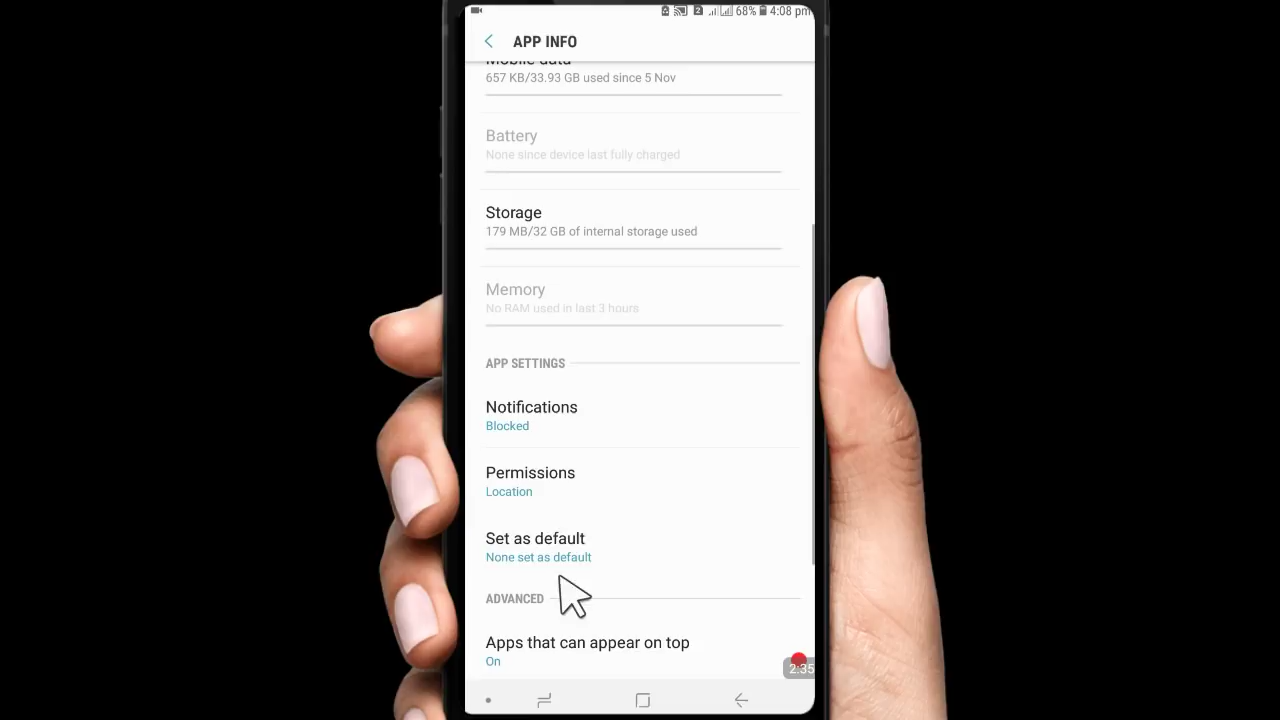 68% 4:08 pm
APP INFO
Mobile data
657 KB/33.93 GB used since 5 Nov
Battery
None since device last fully charged
Storage
179 MB/32 GB of internal storage used
Memory
No RAM used in last 3 hours
APP SETTINGS
Notifications
Blocked
Permissions
Location
Set as default
None set as default
ADVANCED
Apps that can appear on top
On
2:35